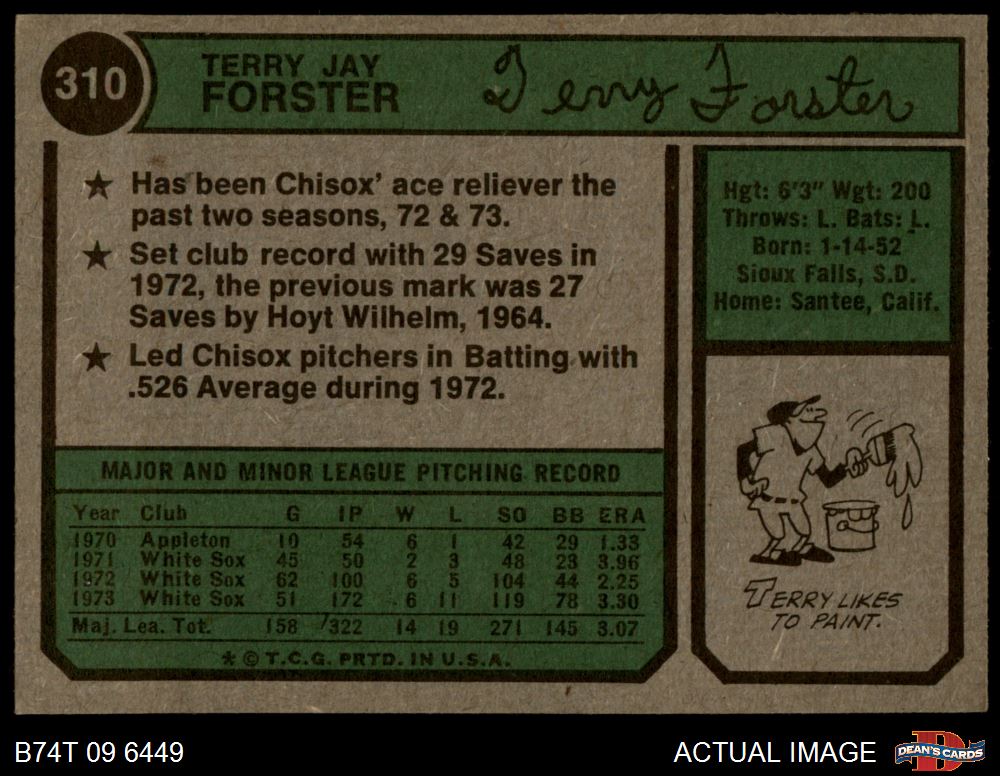 310
TERRY JAY
FORSTER
Terry Forster
★ Has been Chisox' ace reliever the
past two seasons, 72 & 73.
★ Set club record with 29 Saves in
1972, the previous mark was 27
Saves by Hoyt Wilhelm, 1964.
★ Led Chisox pitchers in Batting with
.526 Average during 1972.
Hgt: 6'3" Wgt: 200
Throws: L. Bats: L.
Born: 1-14-52
Sioux Falls, S.D.
Home: Santee, Calif.
MAJOR AND MINOR LEAGUE PITCHING RECORD
Year Club G IP W L SO BB ERA
1970 Appleton 10 54 6 1 42 29 1.33
1971 White Sox 45 50 2 3 48 23 3.96
1972 White Sox 62 100 6 5 104 44 2.25
1973 White Sox 51 172 6 11 119 78 3.30
Maj. Lea. Tot. 158 322 14 19 271 145 3.07
* © T.C.G. PRTD. IN U.S.A.
TERRY LIKES
TO PAINT.
B74T 09 6449
ACTUAL IMAGE
D
DEAN'S CARDS